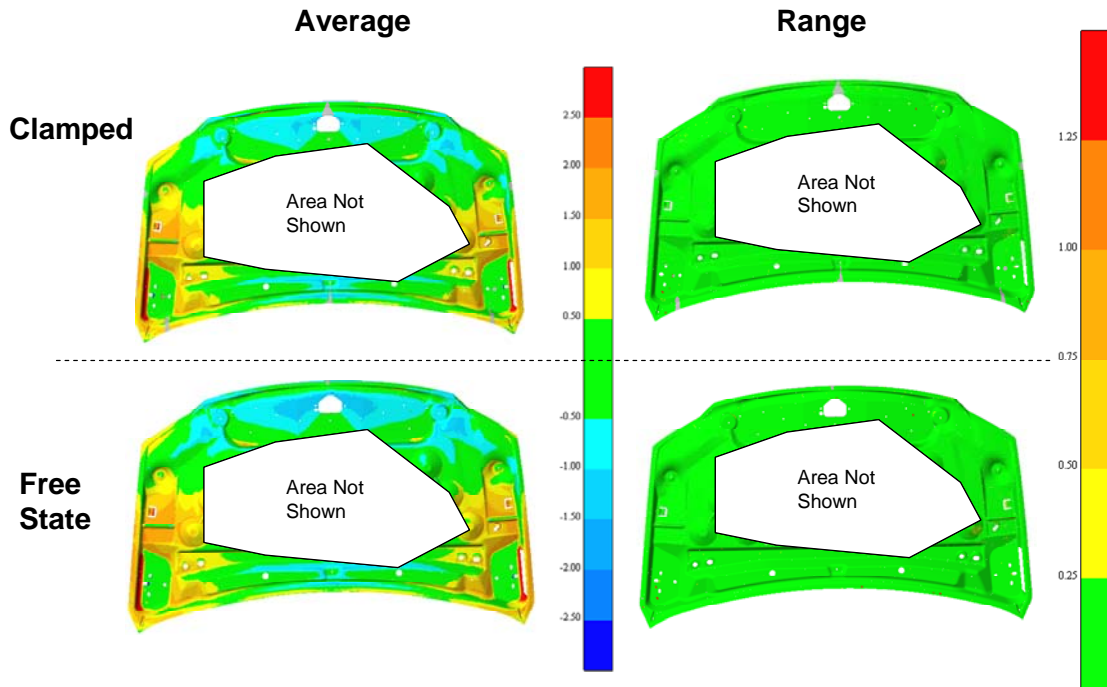 Average
Range
Clamped
Area Not
Shown
Area Not
Shown
2.50
2.00
1.50
1.00
0.50
-0.50
-1.00
-1.50
-2.00
-2.50
1.25
1.00
0.75
0.50
0.25
Free
State
Area Not
Shown
Area Not
Shown